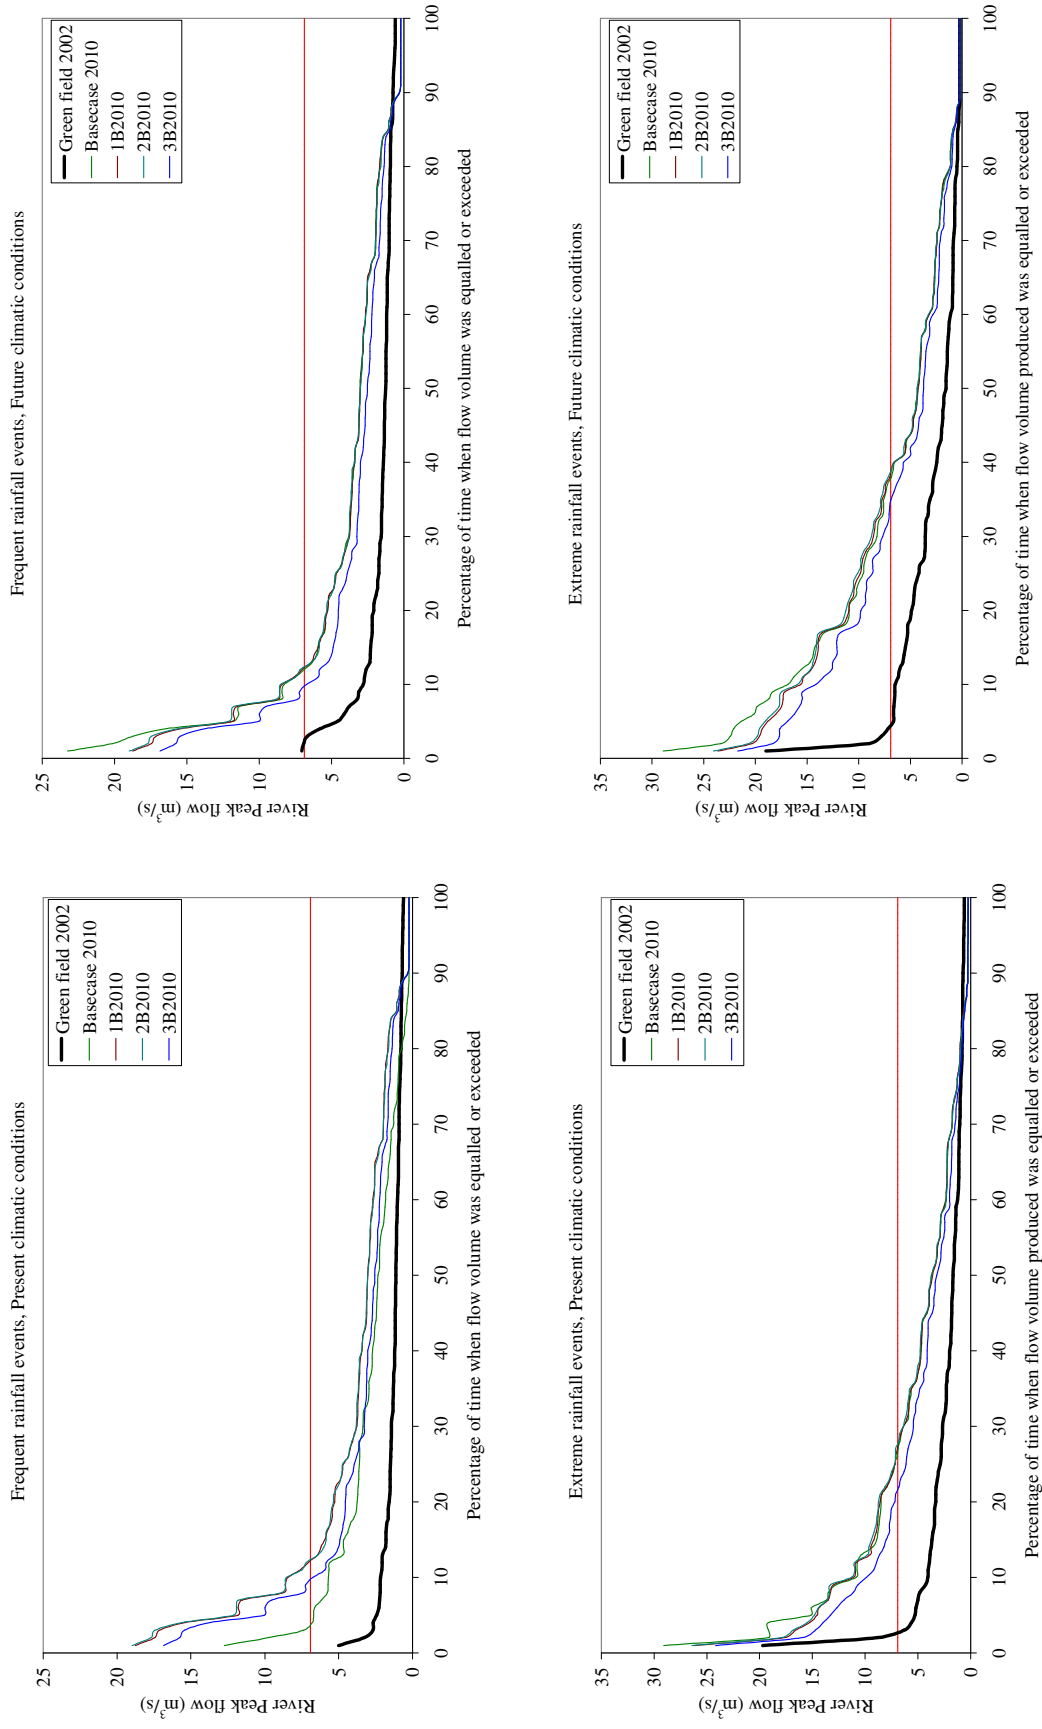 Frequent rainfall events, Present climatic conditions
River Peak flow (m³/s)
25
20
15
10
5
0
0 10 20 30 40 50 60 70 80 90 100
Percentage of time when flow volume was equalled or exceeded
Green field 2002
Basecase 2010
1B2010
2B2010
3B2010
Frequent rainfall events, Future climatic conditions
River Peak flow (m³/s)
25
20
15
10
5
0
0 10 20 30 40 50 60 70 80 90 100
Percentage of time when flow volume was equalled or exceeded
Green field 2002
Basecase 2010
1B2010
2B2010
3B2010
Extreme rainfall events, Present climatic conditions
River Peak flow (m³/s)
35
30
25
20
15
10
5
0
0 10 20 30 40 50 60 70 80 90 100
Percentage of time when flow volume produced was equalled or exceeded
Green field 2002
Basecase 2010
1B2010
2B2010
3B2010
Extreme rainfall events, Future climatic conditions
River Peak flow (m³/s)
35
30
25
20
15
10
5
0
0 10 20 30 40 50 60 70 80 90 100
Percentage of time when flow volume produced was equalled or exceeded
Green field 2002
Basecase 2010
1B2010
2B2010
3B2010